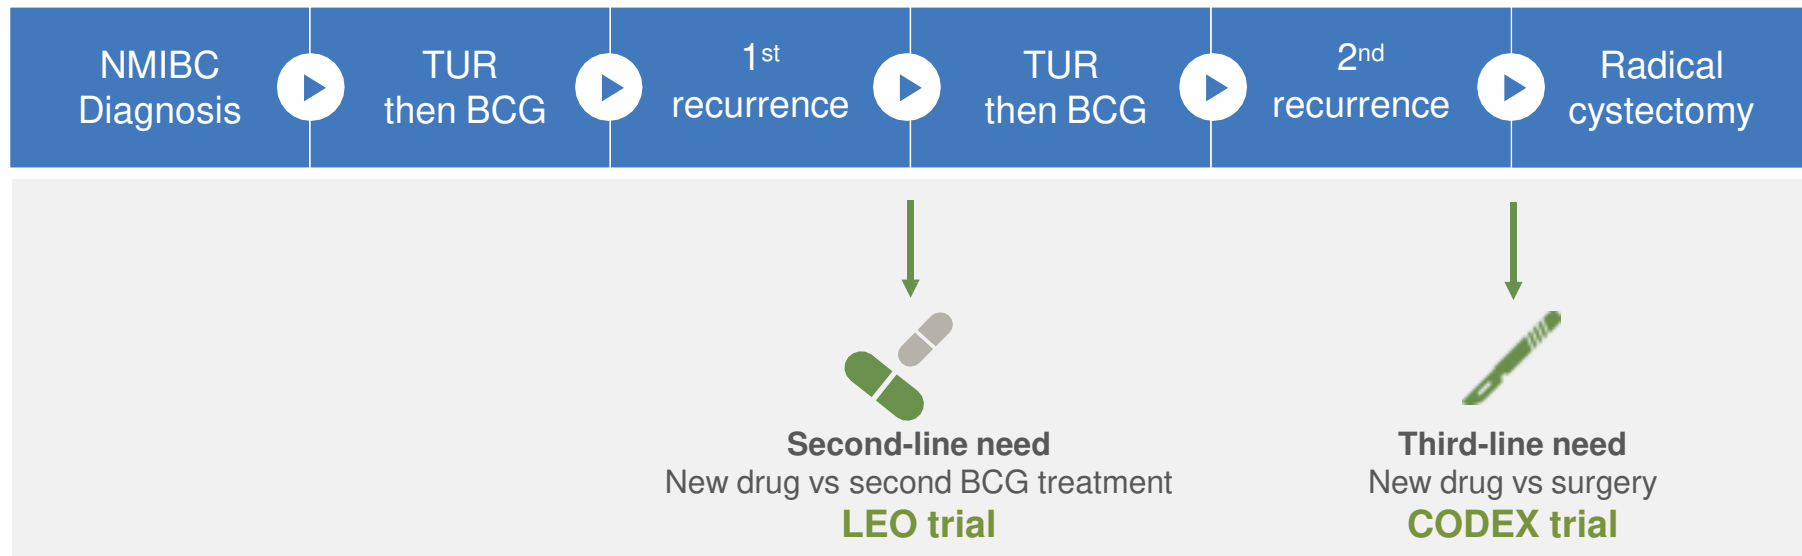 NMIBC
Diagnosis
TUR
then BCG
1st
recurrence
TUR
then BCG
2nd
recurrence
Radical
cystectomy
Second-line need
New drug vs second BCG treatment
LEO trial
Third-line need
New drug vs surgery
CODEX trial